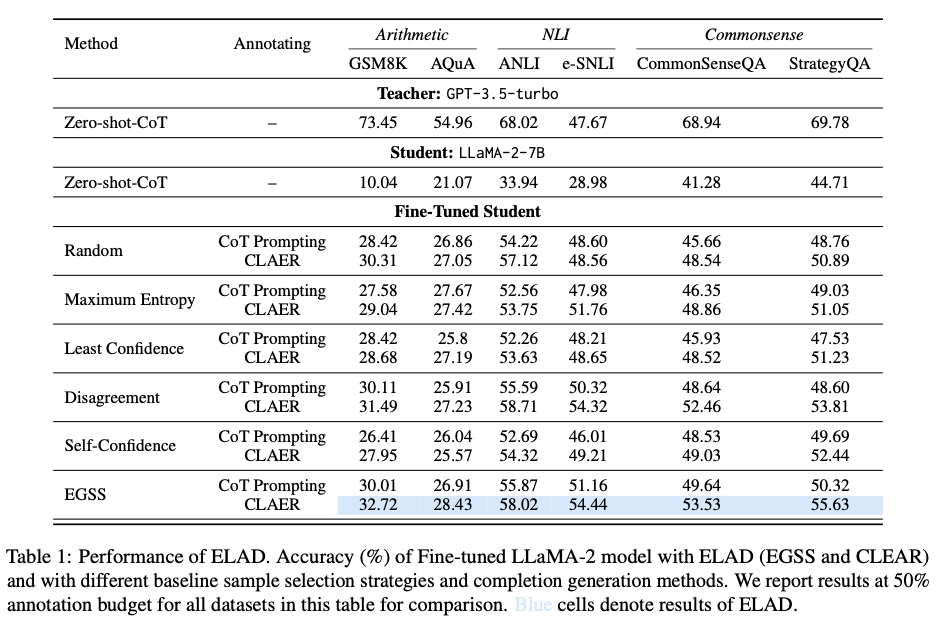 Method Annotating Arithmetic NLI Commonsense
GSM8K AQuA ANLI e-SNLI CommonSenseQA StrategyQA
Teacher: GPT-3.5-turbo
Zero-shot-CoT – 73.45 54.96 68.02 47.67 68.94 69.78
Student: LLaMA-2-7B
Zero-shot-CoT – 10.04 21.07 33.94 28.98 41.28 44.71
Fine-Tuned Student
Random CoT Prompting 28.42 26.86 54.22 48.60 45.66 48.76
CLAER 30.31 27.05 57.12 48.56 48.54 50.89
Maximum Entropy CoT Prompting 27.58 27.67 52.56 47.98 46.35 49.03
CLAER 29.04 27.42 53.75 51.76 48.86 51.05
Least Confidence CoT Prompting 28.42 25.8 52.26 48.21 45.93 47.53
CLAER 28.68 27.19 53.63 48.65 48.52 51.23
Disagreement CoT Prompting 30.11 25.91 55.59 50.32 48.64 48.60
CLAER 31.49 27.23 58.71 54.32 52.46 53.81
Self-Confidence CoT Prompting 26.41 26.04 52.69 46.01 48.53 49.69
CLAER 27.95 25.57 54.32 49.21 49.03 52.44
EGSS CoT Prompting 30.01 26.91 55.87 51.16 49.64 50.32
CLAER 32.72 28.43 58.02 54.44 53.53 55.63
Table 1: Performance of ELAD. Accuracy (%) of Fine-tuned LLaMA-2 model with ELAD (EGSS and CLEAR)
and with different baseline sample selection strategies and completion generation methods. We report results at 50%
annotation budget for all datasets in this table for comparison. Blue cells denote results of ELAD.